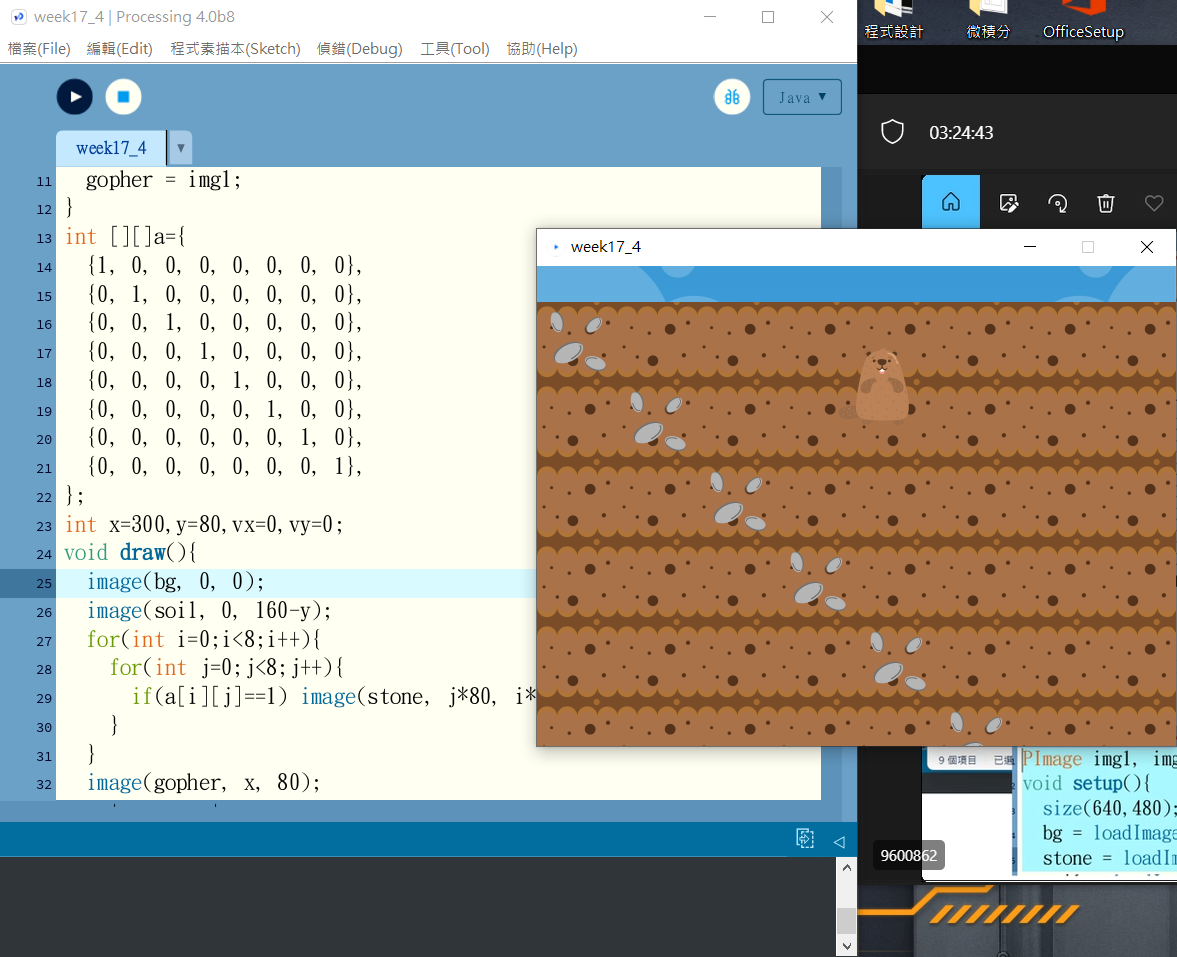 week17_4 | Processing 4.0b8
檔案(File) 編輯(Edit) 程式素描本(Sketch) 偵錯(Debug) 工具(Tool) 協助(Help)
Java ▼
week17_4 ▼
11 gopher = img1;
12 }
13 int [][]a={
14 {1, 0, 0, 0, 0, 0, 0, 0},
15 {0, 1, 0, 0, 0, 0, 0, 0},
16 {0, 0, 1, 0, 0, 0, 0, 0},
17 {0, 0, 0, 1, 0, 0, 0, 0},
18 {0, 0, 0, 0, 1, 0, 0, 0},
19 {0, 0, 0, 0, 0, 1, 0, 0},
20 {0, 0, 0, 0, 0, 0, 1, 0},
21 {0, 0, 0, 0, 0, 0, 0, 1},
22 };
23 int x=300,y=80,vx=0,vy=0;
24 void draw(){
25 image(bg, 0, 0);
26 image(soil, 0, 160-y);
27 for(int i=0;i<8;i++){
28 for(int j=0;j<8;j++){
29 if(a[i][j]==1) image(stone, j*80, i*
30 }
31 }
32 image(gopher, x, 80);
程式設計 微積分 OfficeSetup
03:24:43
week17_4
9 個項目 已選
PImage img1, img
void setup(){
size(640,480);
bg = loadImage
stone = loadIm
9600862